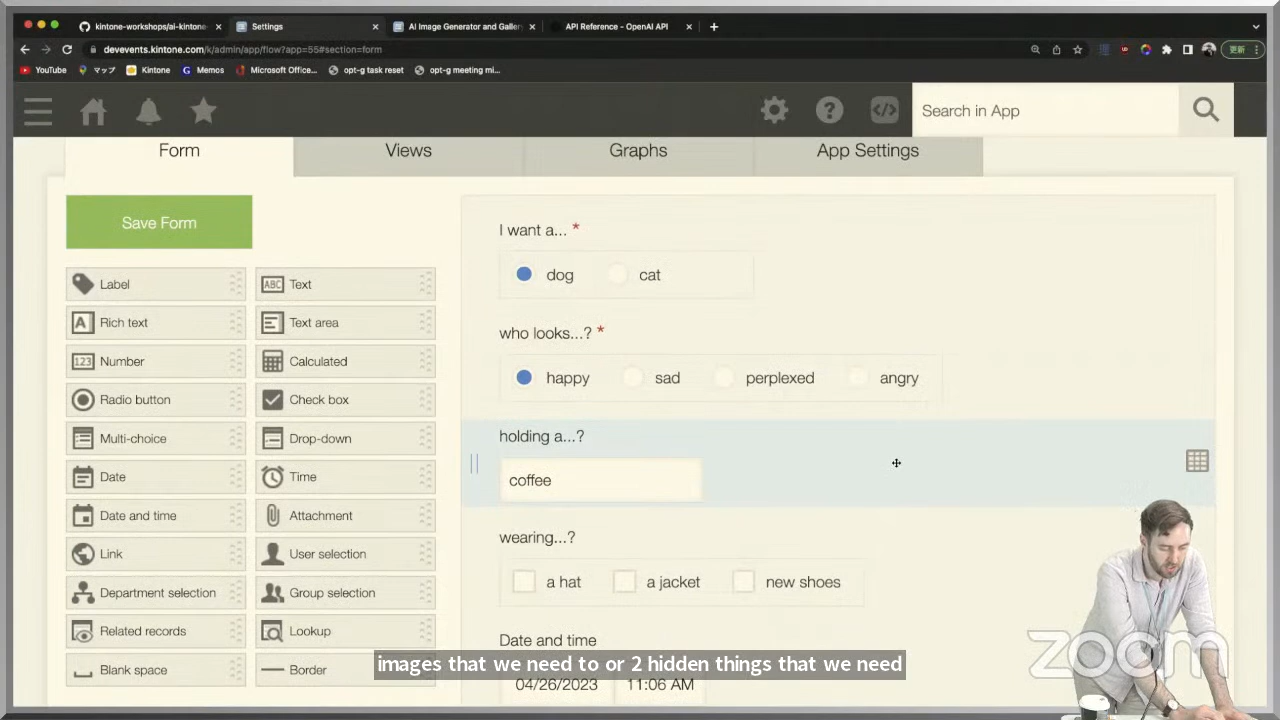 kintone-workshops/ai-kintone-
Settings
AI Image Generator and Galler
API Reference - OpenAI API
devevents.kintone.com/k/admin/app/flow?app=55#section=form
更新
YouTube
マップ
Kintone
Memos
Microsoft Office...
opt-g task reset
opt-g meeting mi...
Search in App
Form
Views
Graphs
App Settings
Save Form
Label
Text
Rich text
Text area
Number
Calculated
Radio button
Check box
Multi-choice
Drop-down
Date
Time
Date and time
Attachment
Link
User selection
Department selection
Group selection
Related records
Lookup
Blank space
Border
I want a... *
dog cat
who looks...? *
happy sad perplexed angry
holding a...?
coffee
wearing...?
a hat a jacket new shoes
Date and time
04/26/2023 11:06 AM
images that we need to or 2 hidden things that we need
zoom